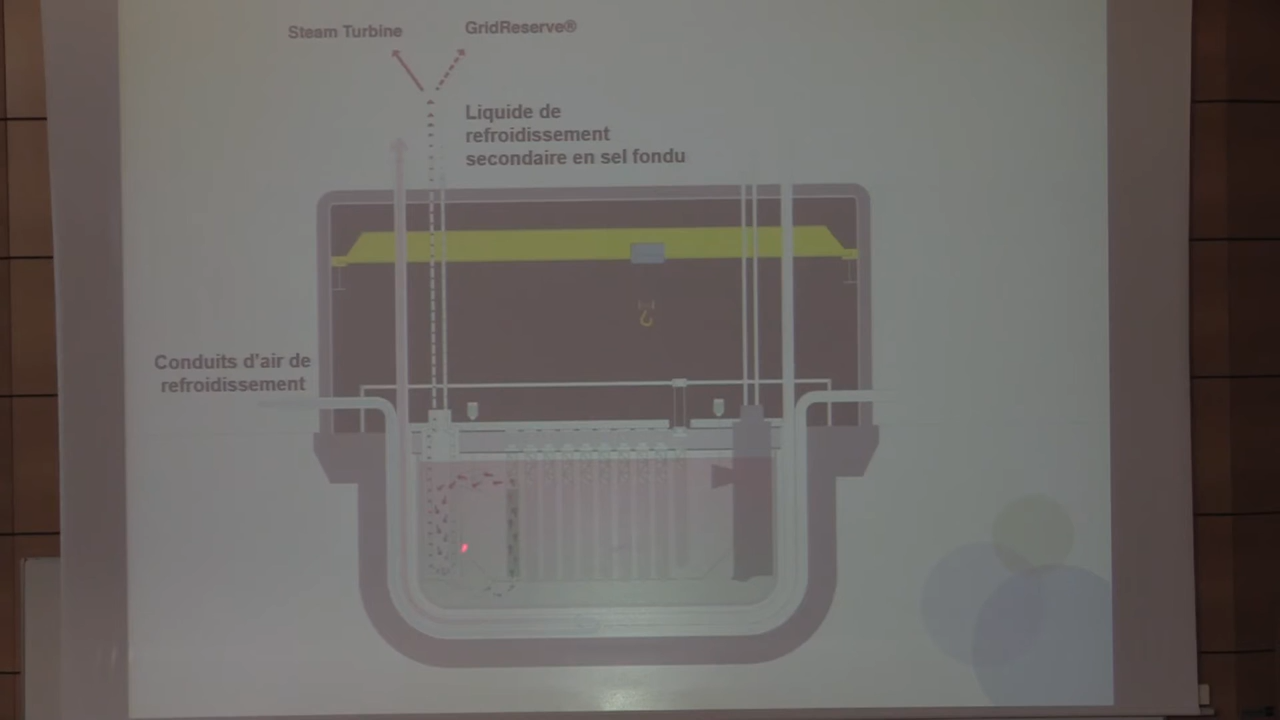 Steam Turbine
GridReserve®
Liquide de
refroidissement
secondaire en sel fondu
Conduits d'air de
refroidissement